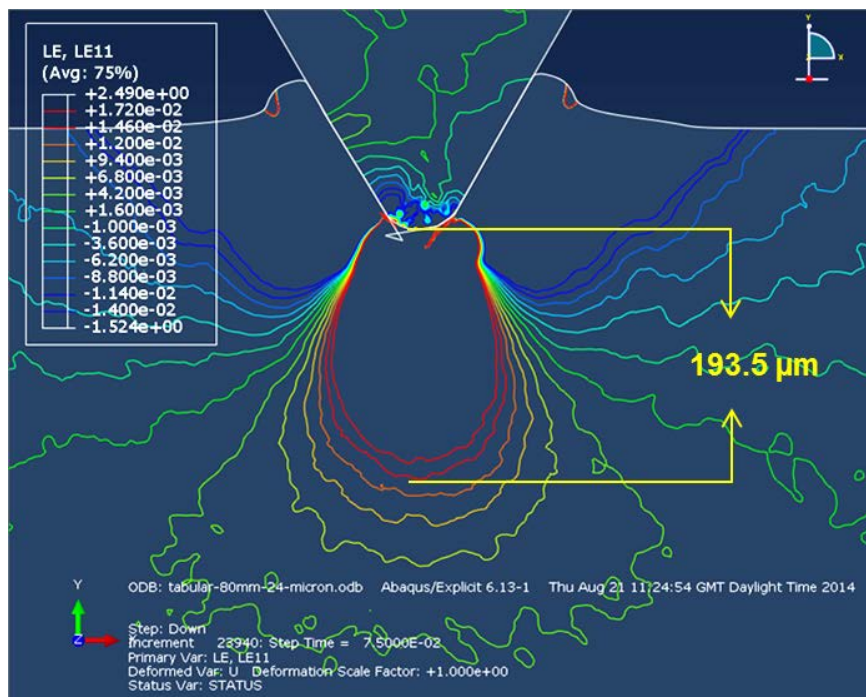 LE, LE11
(Avg: 75%)
+2.490e+00
+1.720e-02
+1.460e-02
+1.200e-02
+9.400e-03
+6.800e-03
+4.200e-03
+1.600e-03
-1.000e-03
-3.600e-03
-6.200e-03
-8.800e-03
-1.140e-02
-1.400e-02
-1.524e+00
Y
X
193.5 µm
ODB: tabular-80mm-24-micron.odb Abaqus/Explicit 6.13-1 Thu Aug 21 11:24:54 GMT Daylight Time 2014
Y
Z
X
Step: Down
Increment 23940: Step Time = 7.5000E-02
Primary Var: LE, LE11
Deformed Var: U Deformation Scale Factor: +1.000e+00
Status Var: STATUS